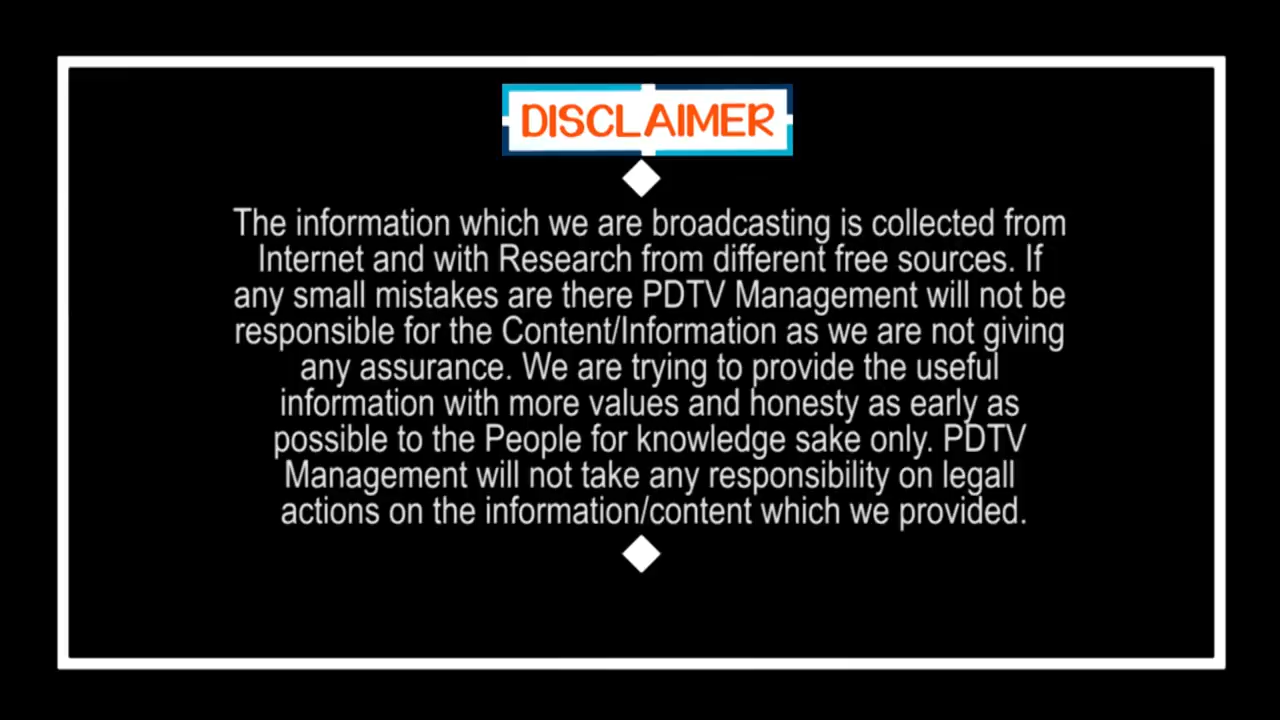 DISCLAIMER
The information which we are broadcasting is collected from
Internet and with Research from different free sources. If
any small mistakes are there PDTV Management will not be
responsible for the Content/Information as we are not giving
any assurance. We are trying to provide the useful
information with more values and honesty as early as
possible to the People for knowledge sake only. PDTV
Management will not take any responsibility on legall
actions on the information/content which we provided.